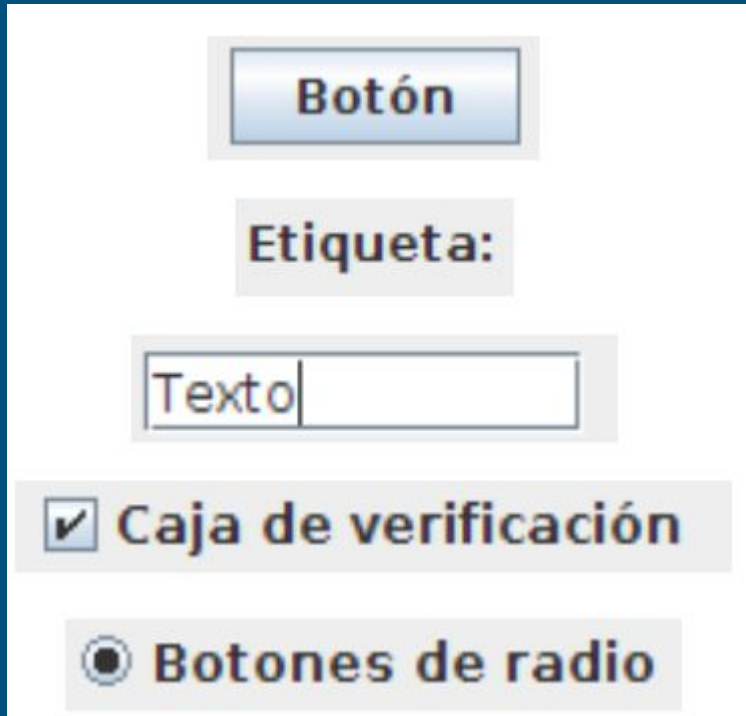 Botón
Etiqueta:
Texto
Caja de verificación
Botones de radio